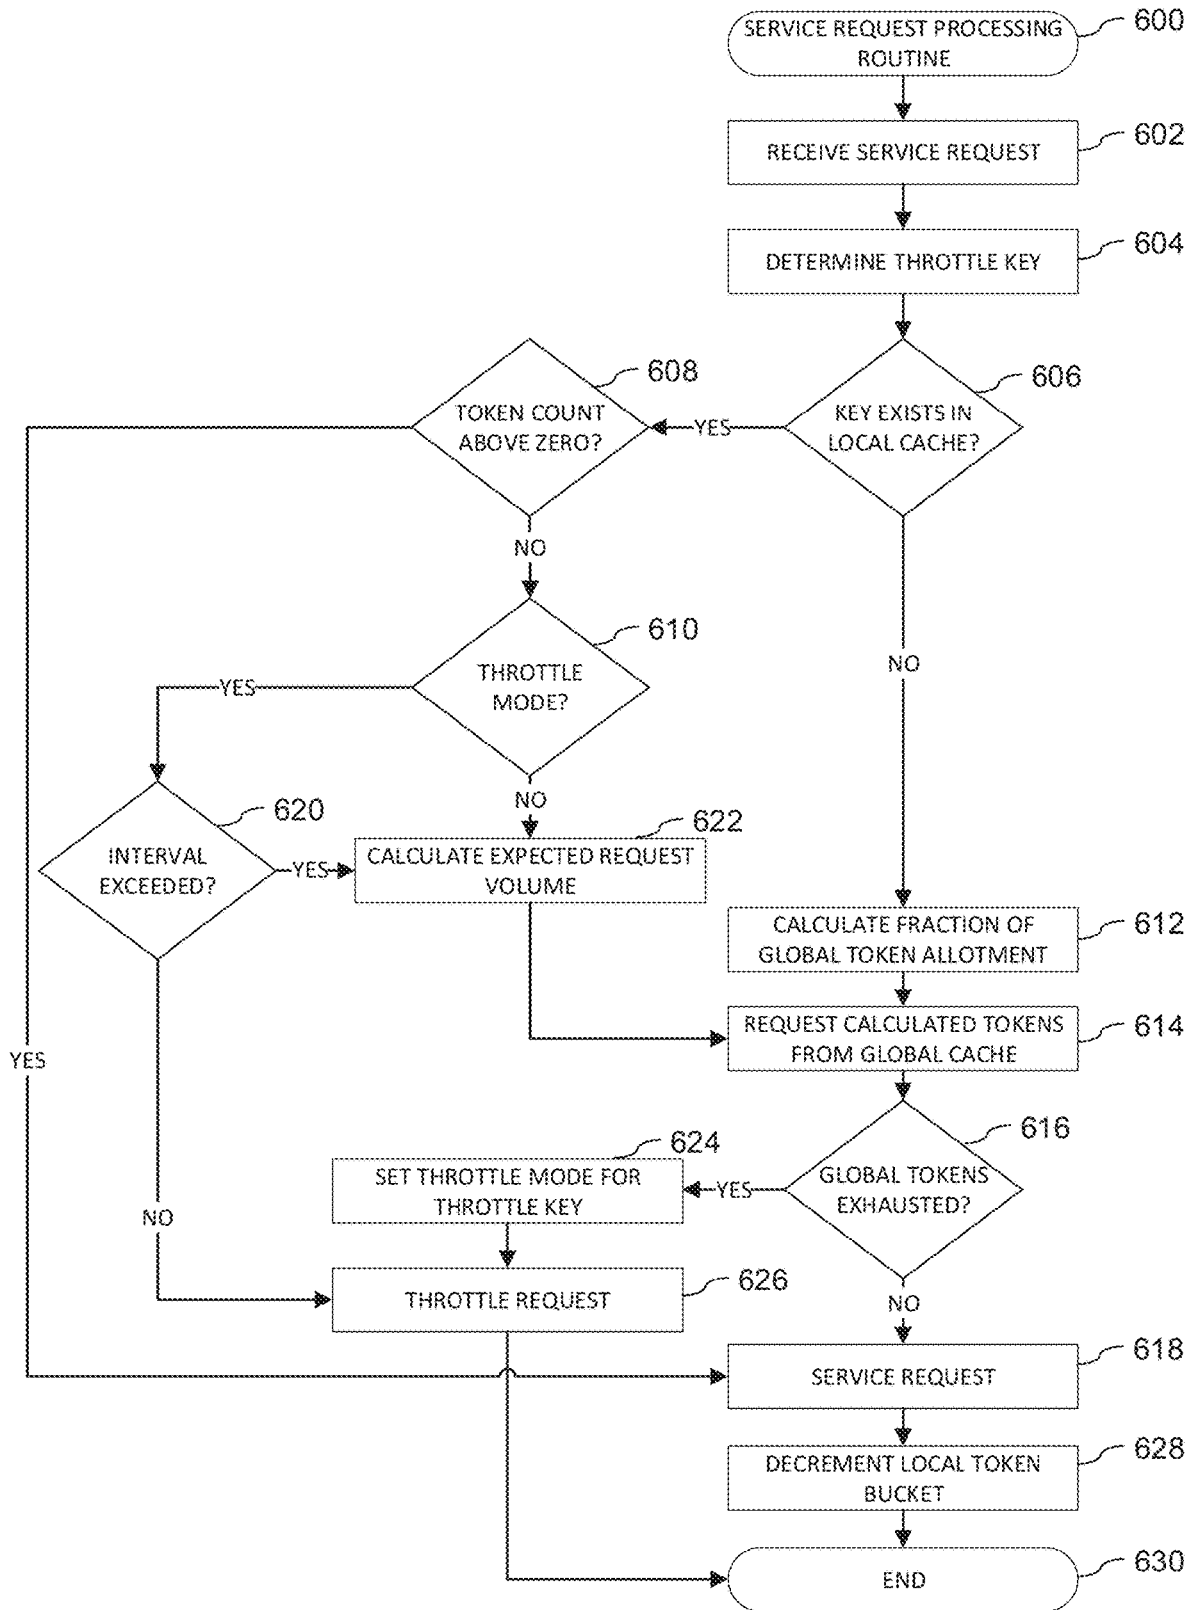 SERVICE REQUEST PROCESSING
ROUTINE
600
RECEIVE SERVICE REQUEST
602
DETERMINE THROTTLE KEY
604
KEY EXISTS IN
LOCAL CACHE?
606
YES
TOKEN COUNT
ABOVE ZERO?
608
NO
THROTTLE
MODE?
610
NO
YES
YES
INTERVAL
EXCEEDED?
620
YES
NO
CALCULATE EXPECTED REQUEST
VOLUME
622
NO
CALCULATE FRACTION OF
GLOBAL TOKEN ALLOTMENT
612
REQUEST CALCULATED TOKENS
FROM GLOBAL CACHE
614
GLOBAL TOKENS
EXHAUSTED?
616
YES
SET THROTTLE MODE FOR
THROTTLE KEY
624
THROTTLE REQUEST
626
NO
SERVICE REQUEST
618
DECREMENT LOCAL TOKEN
BUCKET
628
END
630